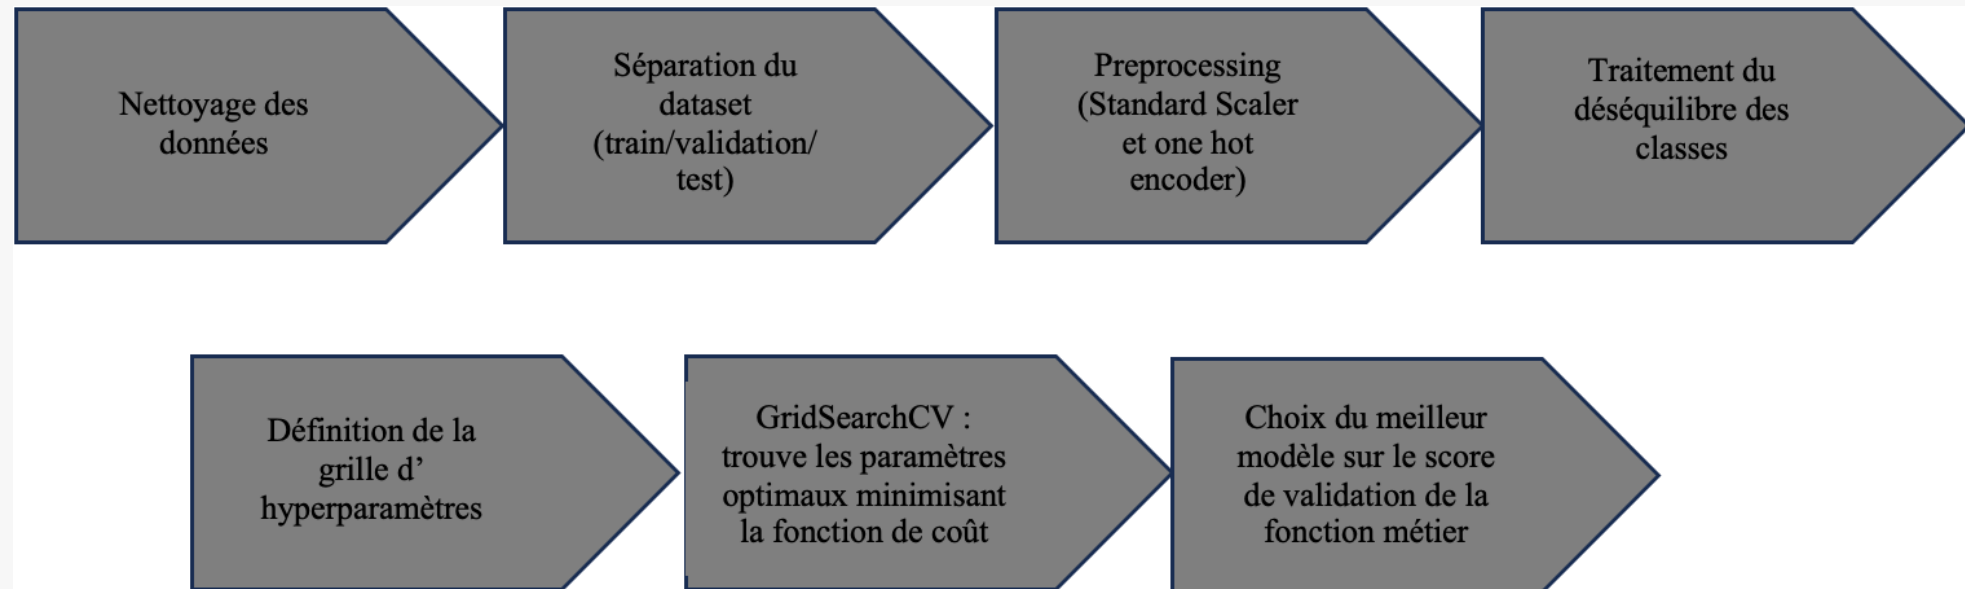 Nettoyage des
données
Séparation du
dataset
(train/validation/
test)
Preprocessing
(Standard Scaler
et one hot
encoder)
Traitement du
déséquilibre des
classes
Définition de la
grille d’
hyperparamètres
GridSearchCV :
trouve les paramètres
optimaux minimisant
la fonction de coût
Choix du meilleur
modèle sur le score
de validation de la
fonction métier